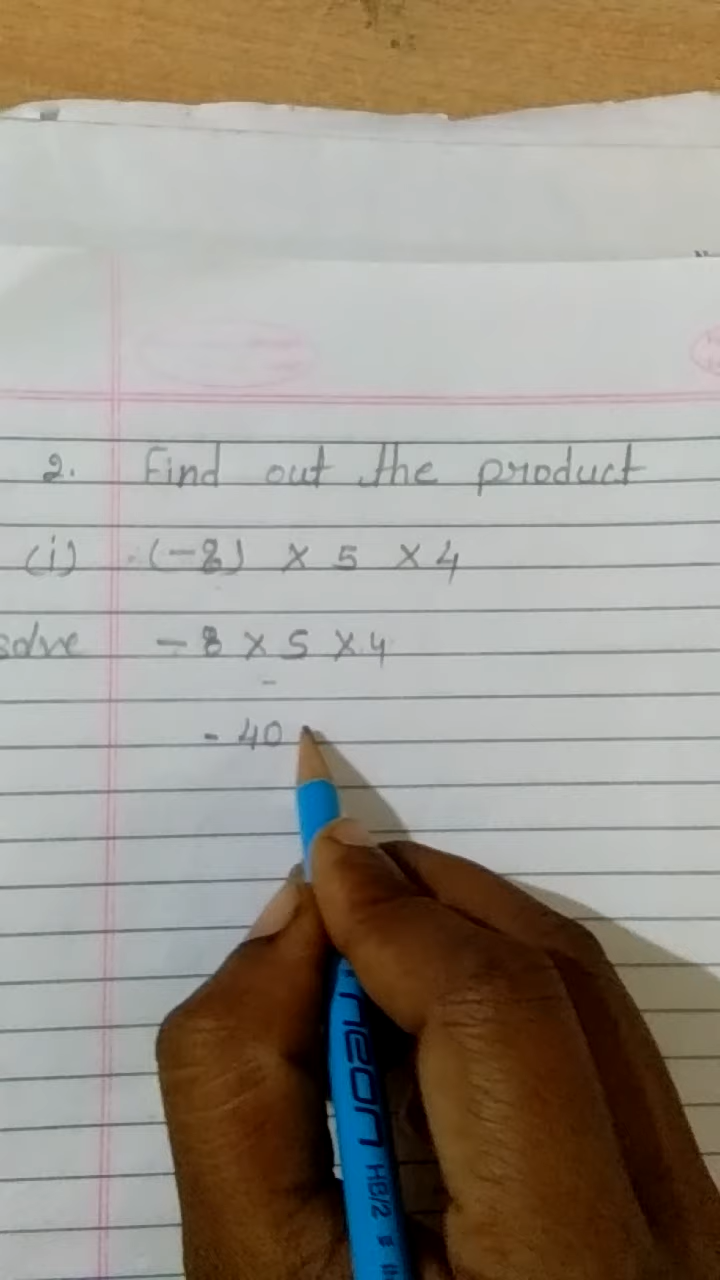 2. Find out the product
(i) (-8) × 5 × 4
solve - 8 × 5 × 4
- 40
neon HB/2